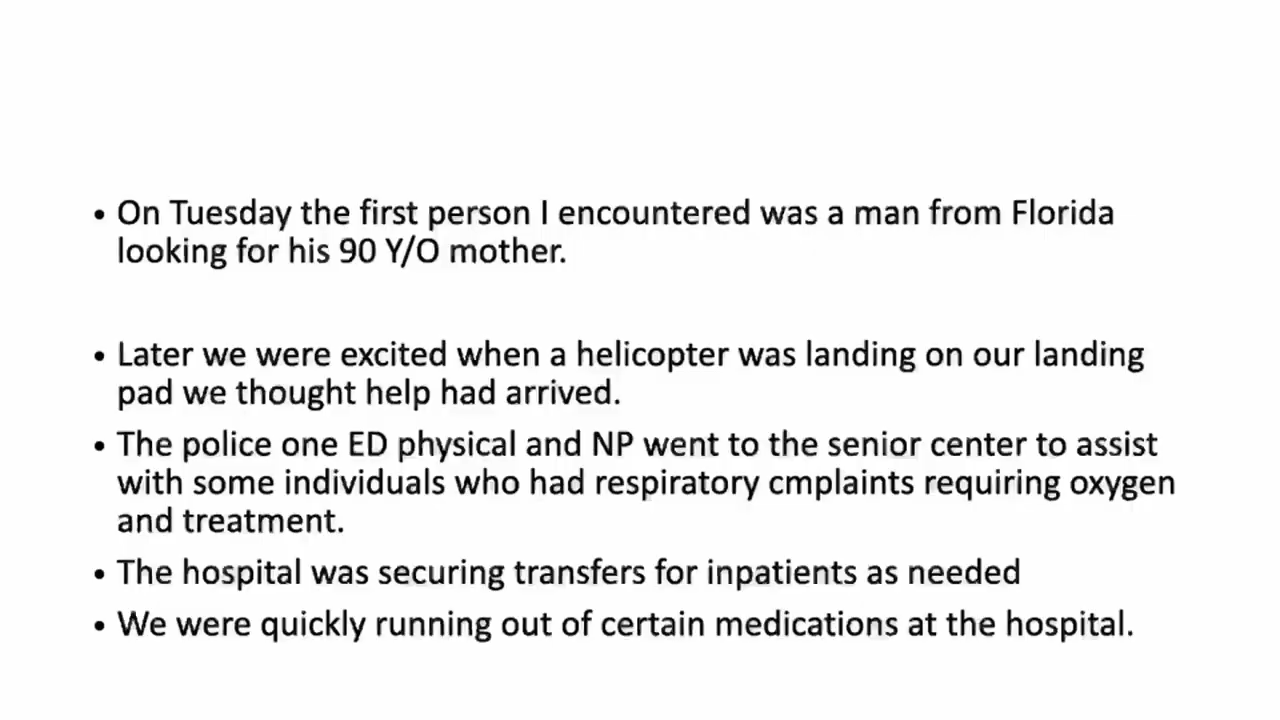 • On Tuesday the first person I encountered was a man from Florida
looking for his 90 Y/O mother.
• Later we were excited when a helicopter was landing on our landing
pad we thought help had arrived.
• The police one ED physical and NP went to the senior center to assist
with some individuals who had respiratory cmplaints requiring oxygen
and treatment.
• The hospital was securing transfers for inpatients as needed
• We were quickly running out of certain medications at the hospital.